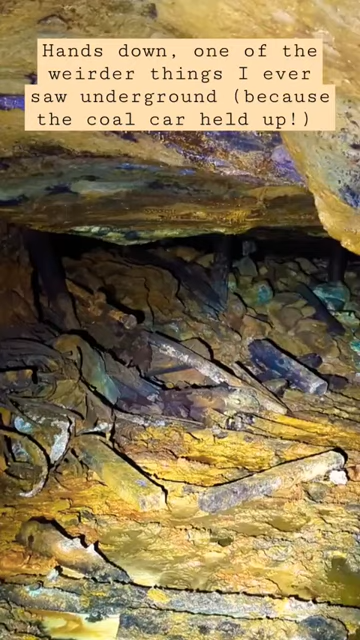 Hands down, one of the
weirder things I ever
saw underground (because
the coal car held up!)